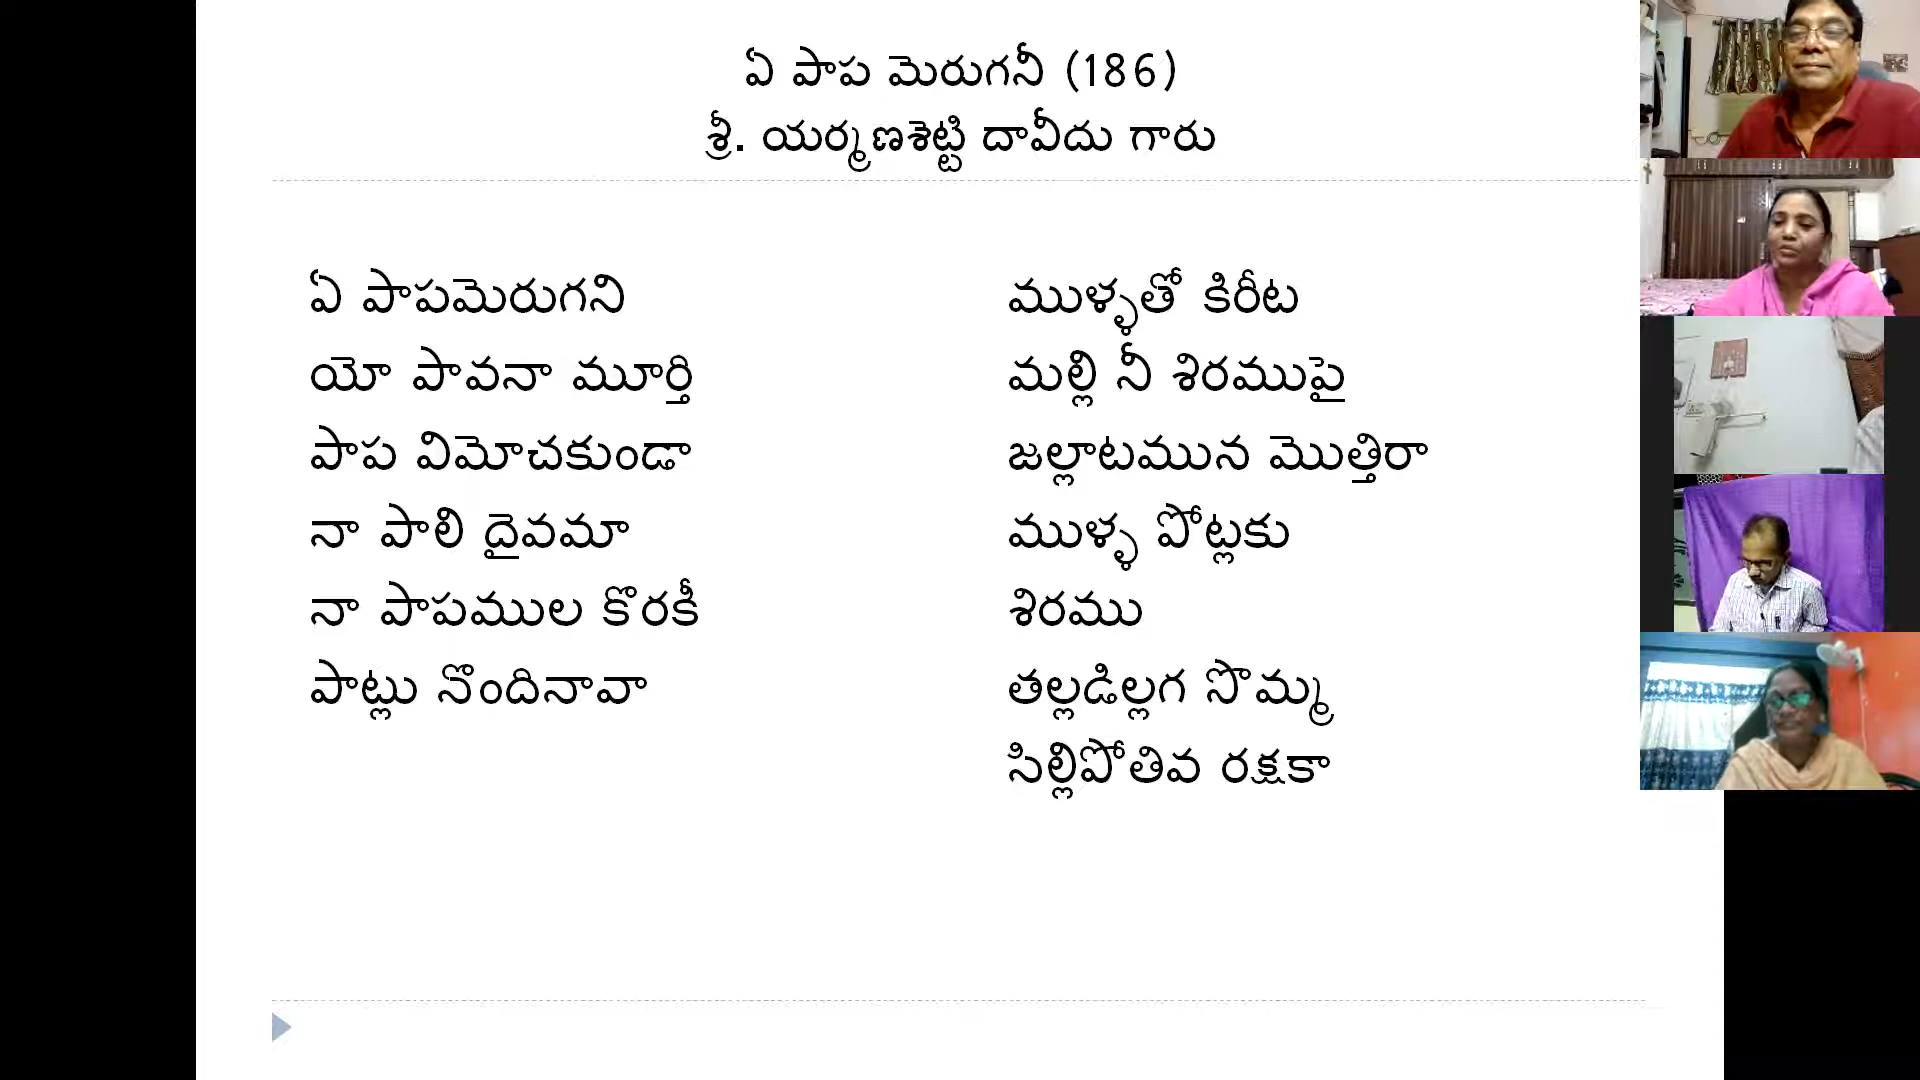 ఏ పాప మెరుగనీ (186)
శ్రీ. యర్మణశెట్టి దావీదు గారు
ఏ పాపమెరుగని
యో పావనా మూర్తి
పాప విమోచకుండా
నా పాలి దైవమా
నా పాపముల కొరకీ
పాట్లు నొందినావా
ముళ్ళతో కిరీట
మల్లి నీ శిరముపై
జల్లాటమున మొత్తిరా
ముళ్ళ పోట్లకు
శిరము
తల్లడిల్లగ సొమ్మ
సిల్లిపోతివ రక్షకా